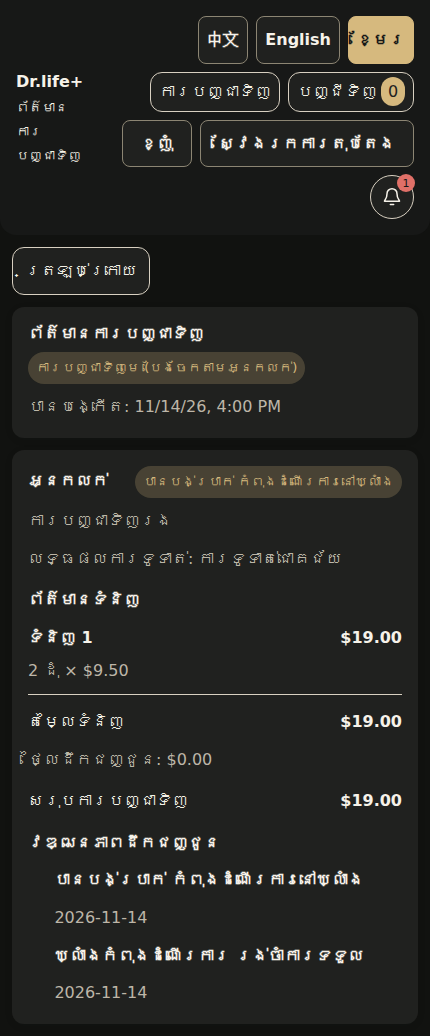 中文
English
ខ្មែរ
Dr.life+
ព័ត៌មាន
ការ
បញ្ជាទិញ
ការបញ្ជាទិញ
បញ្ជីទិញ 0
ខ្ញុំ
ស្វែងរកការតុបតែង
1
ត្រឡប់ក្រោយ
ព័ត៌មានការបញ្ជាទិញ
ការបញ្ជាទិញមេ (បែងចែកតាមអ្នកលក់)
បានបង្កើត: 11/14/26, 4:00 PM
អ្នកលក់
បានបង់ប្រាក់ កំពុងដំណើរការនៅឃ្លាំង
ការបញ្ជាទិញរង
លទ្ធផលការទូទាត់: ការទូទាត់ជោគជ័យ
ព័ត៌មានទំនិញ
ទំនិញ 1 $19.00
2 ដុំ × $9.50
តម្លៃទំនិញ $19.00
ថ្លៃដឹកជញ្ជូន: $0.00
សរុបការបញ្ជាទិញ $19.00
វឌ្ឍនភាពដឹកជញ្ជូន
បានបង់ប្រាក់ កំពុងដំណើរការនៅឃ្លាំង
2026-11-14
ឃ្លាំងកំពុងដំណើរការ រង់ចាំការទទួល
2026-11-14